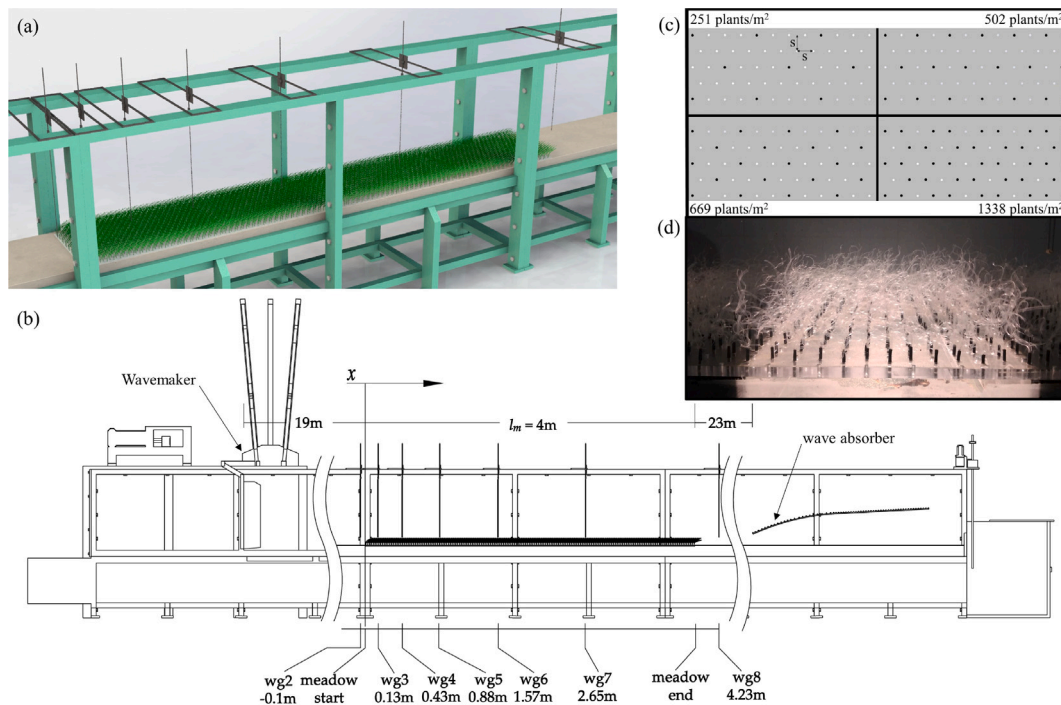 (a)
(c)
251 plants/m²
502 plants/m²
s
s
669 plants/m²
1338 plants/m²
(d)
(b)
Wavemaker
x
19m
lₘ = 4m
23m
wave absorber
wg2 meadow wg3 wg4 wg5 wg6 wg7 meadow wg8
-0.1m start 0.13m 0.43m 0.88m 1.57m 2.65m end 4.23m